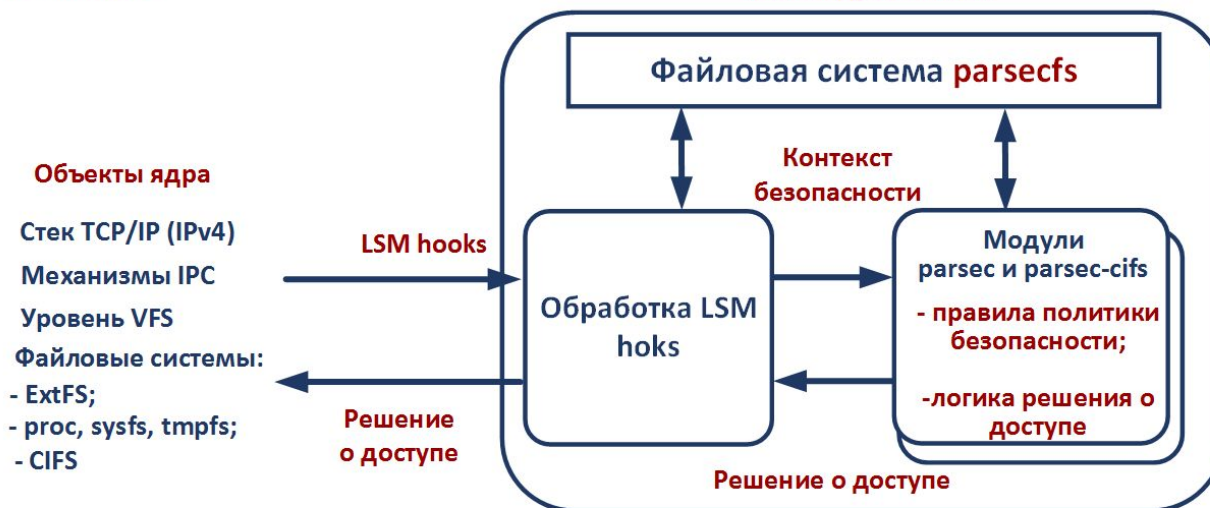 Файловая система parsecfs
Объекты ядра
Стек TCP/IP (IPv4)
Механизмы IPC
Уровень VFS
Файловые системы:
- ExtFS;
- proc, sysfs, tmpfs;
- CIFS
LSM hooks
Решение
о доступе
Обработка LSM
hoks
Контекст
безопасности
Модули
parsec и parsec-cifs
- правила политики
безопасности;
-логика решения о
доступе
Решение о доступе